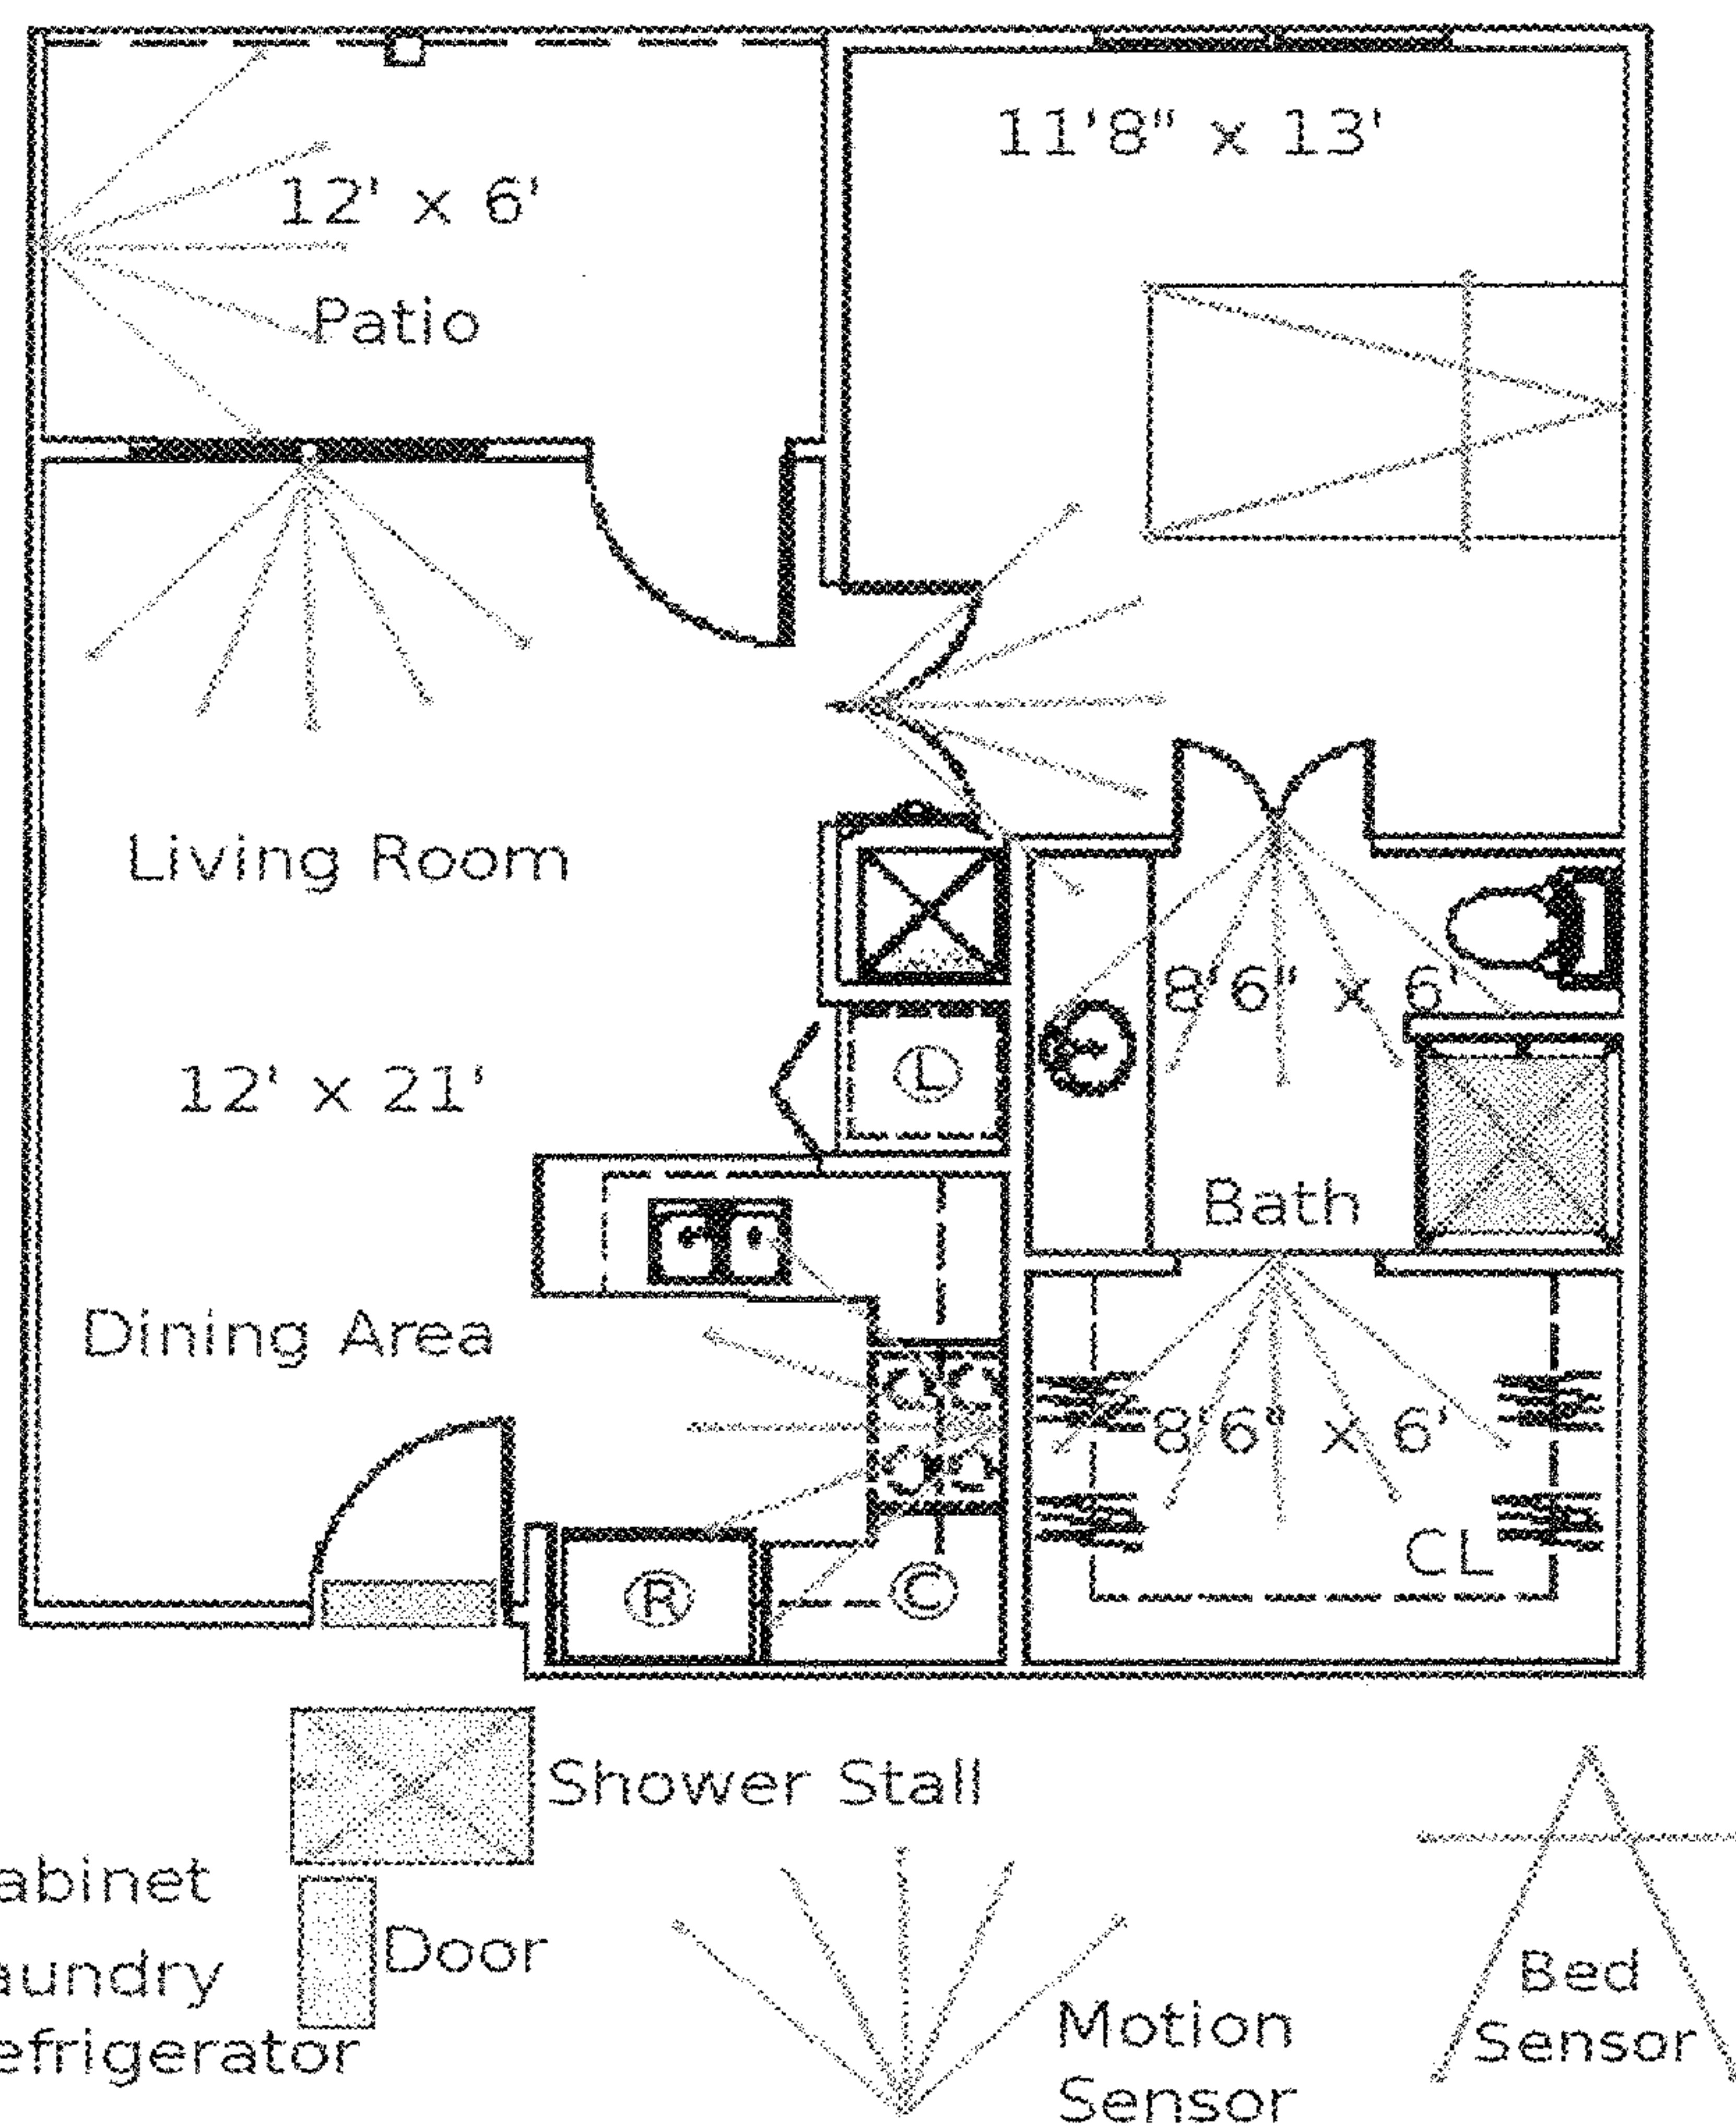 11'8" x 13'
12' x 6'
Patio
Living Room
8'6" x 6'
12' x 21'
L
Bath
Dining Area
8'6" x 6'
CL
R
C
Shower Stall
abinet
Door
aundry
efrigerator
Motion
Sensor
Bed
Sensor